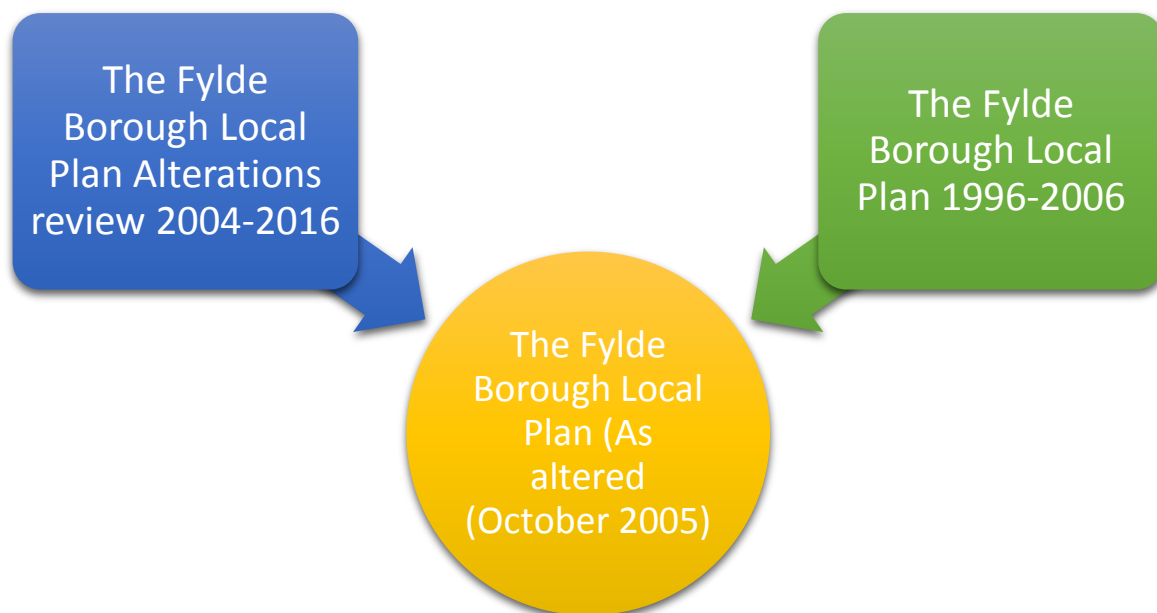 The Fylde
Borough Local
Plan Alterations
review 2004-2016
The Fylde
Borough Local
Plan 1996-2006
The Fylde
Borough Local
Plan (As
altered
(October 2005)